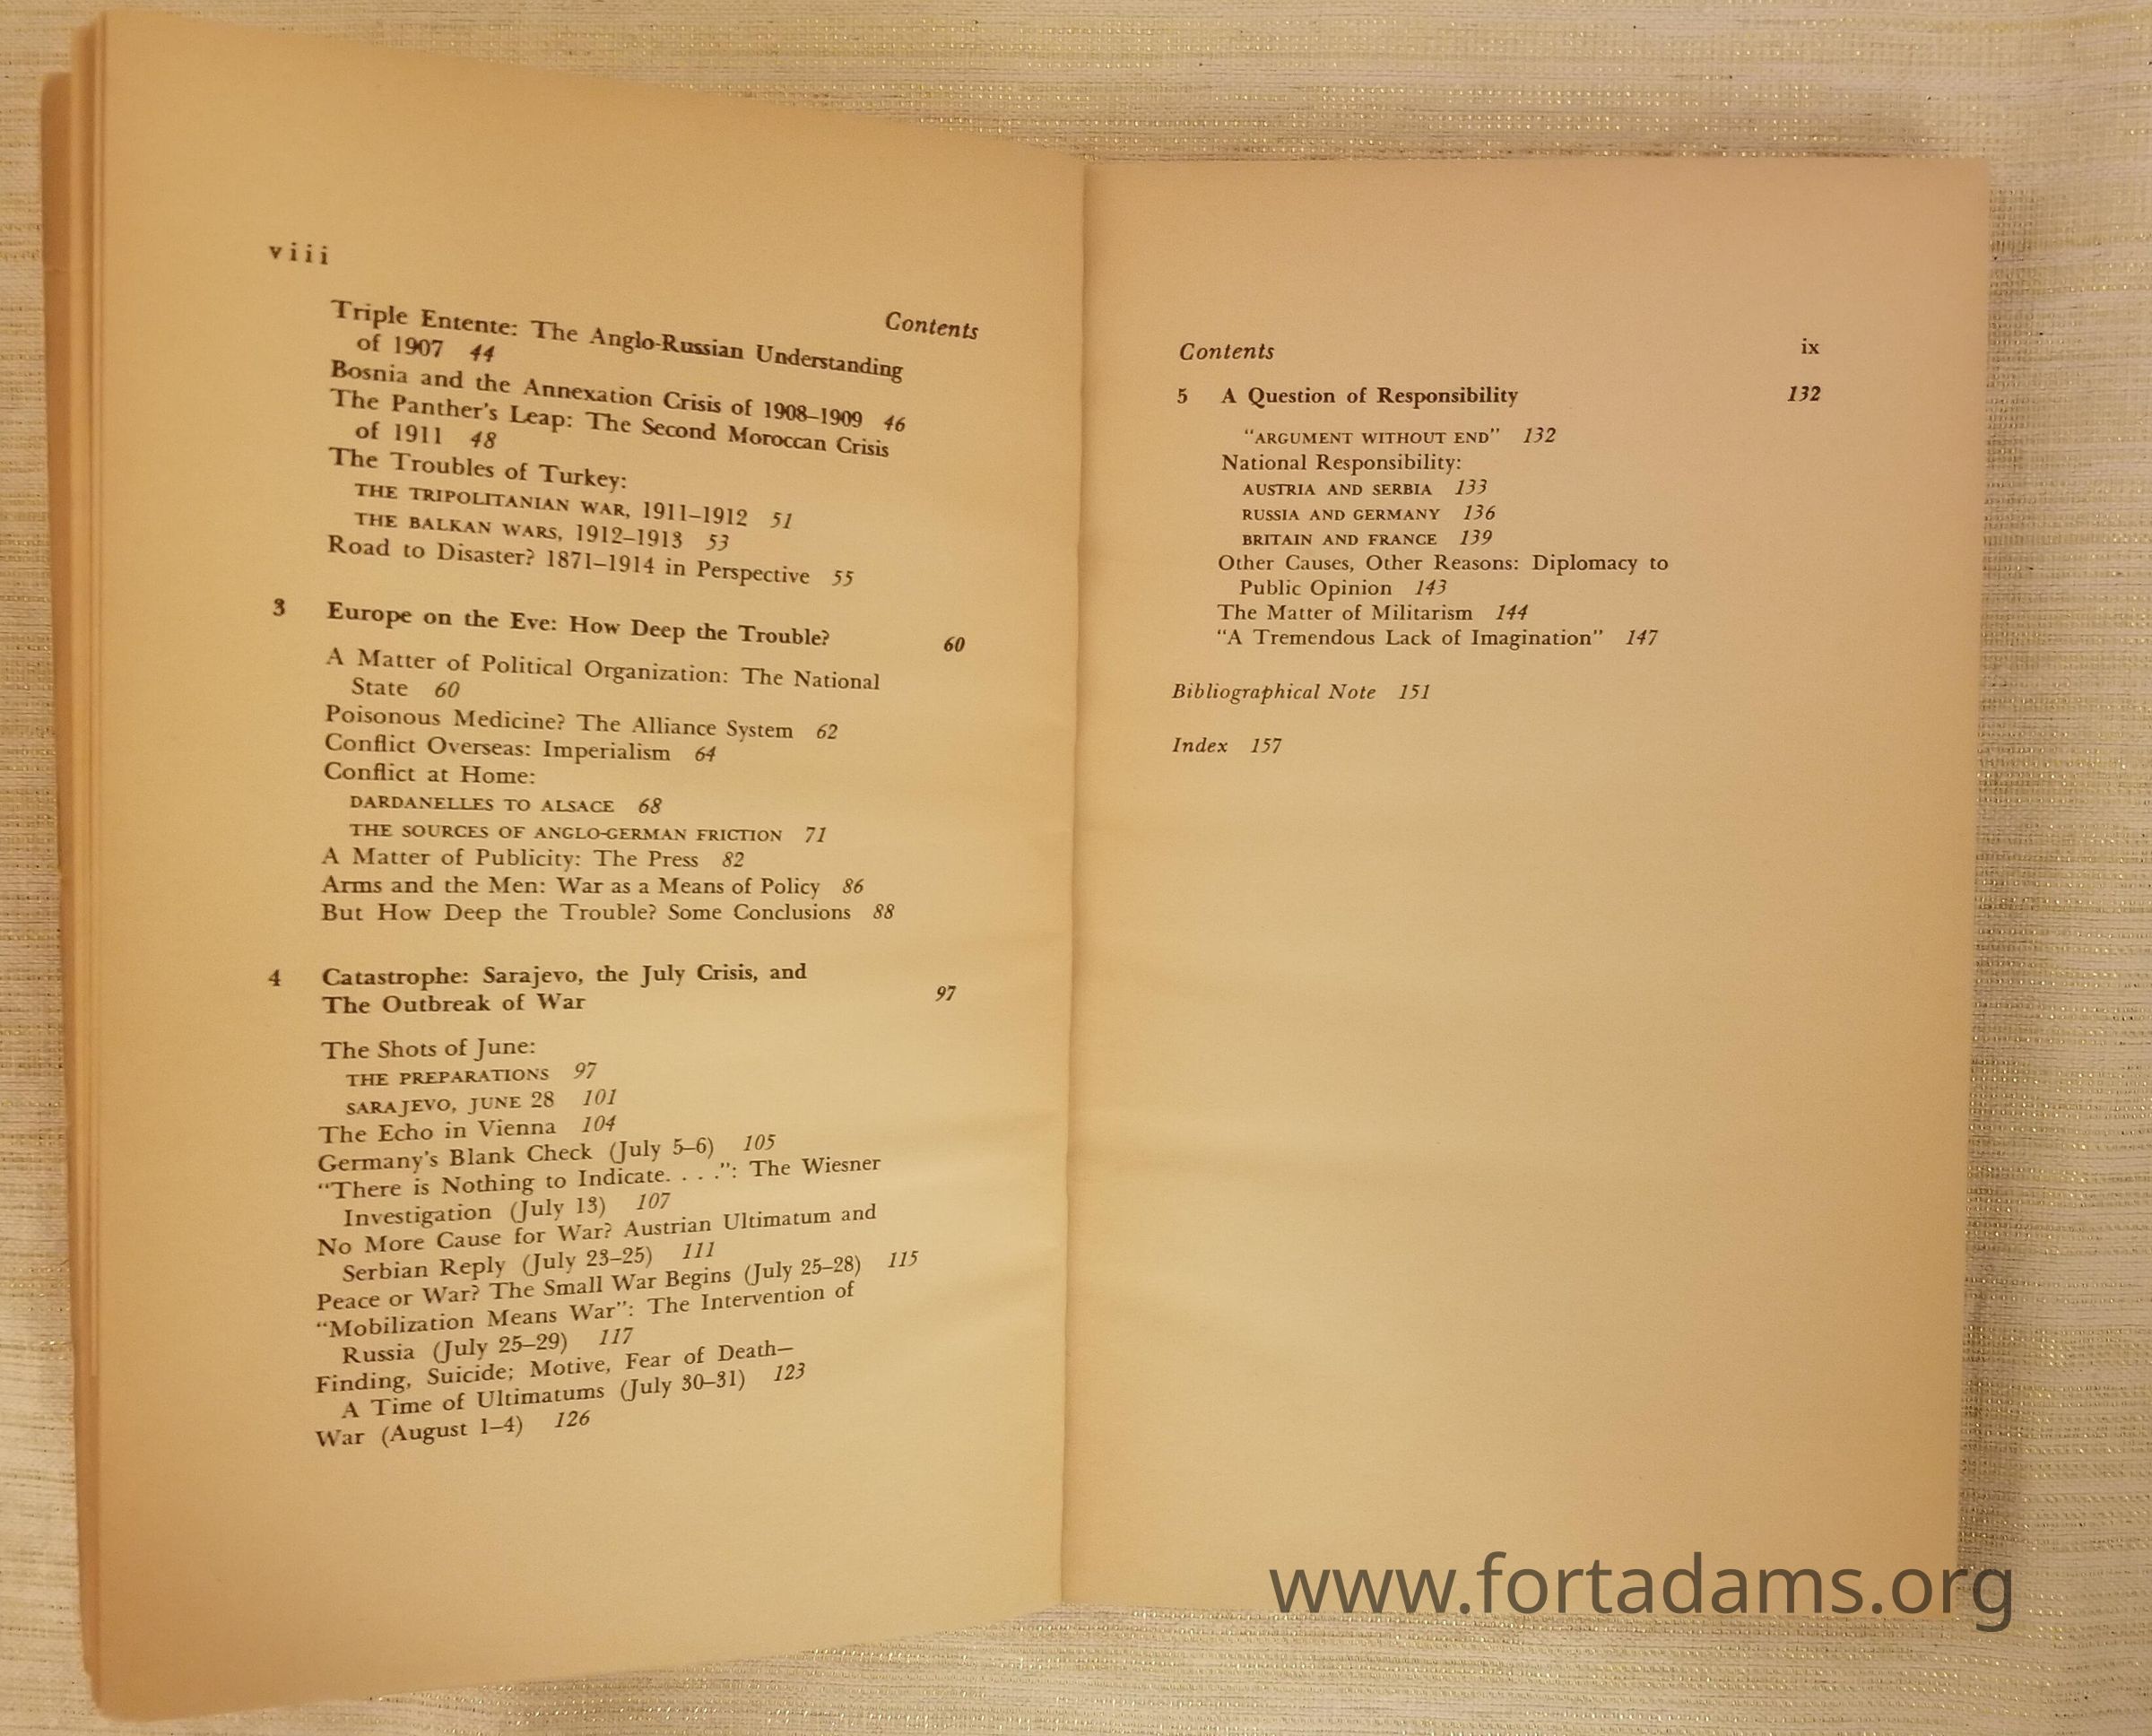 viii
Contents
Triple Entente: The Anglo-Russian Understanding
of 1907 44
Bosnia and the Annexation Crisis of 1908–1909 46
The Panther's Leap: The Second Moroccan Crisis
of 1911 48
The Troubles of Turkey:
THE TRIPOLITANIAN WAR, 1911–1912 51
THE BALKAN WARS, 1912–1913 53
Road to Disaster? 1871–1914 in Perspective 55
3 Europe on the Eve: How Deep the Trouble? 60
A Matter of Political Organization: The National
State 60
Poisonous Medicine? The Alliance System 62
Conflict Overseas: Imperialism 64
Conflict at Home:
DARDANELLES TO ALSACE 68
THE SOURCES OF ANGLO-GERMAN FRICTION 71
A Matter of Publicity: The Press 82
Arms and the Men: War as a Means of Policy 86
But How Deep the Trouble? Some Conclusions 88
4 Catastrophe: Sarajevo, the July Crisis, and
The Outbreak of War 97
The Shots of June:
THE PREPARATIONS 97
SARAJEVO, JUNE 28 101
The Echo in Vienna 104
Germany's Blank Check (July 5–6) 105
"There is Nothing to Indicate. . . .": The Wiesner
Investigation (July 13) 107
No More Cause for War? Austrian Ultimatum and
Serbian Reply (July 23–25) 111
Peace or War? The Small War Begins (July 25–28) 115
"Mobilization Means War": The Intervention of
Russia (July 25–29) 117
Finding, Suicide; Motive, Fear of Death—
A Time of Ultimatums (July 30–31) 123
War (August 1–4) 126
Contents ix
5 A Question of Responsibility 132
"ARGUMENT WITHOUT END" 132
National Responsibility:
AUSTRIA AND SERBIA 133
RUSSIA AND GERMANY 136
BRITAIN AND FRANCE 139
Other Causes, Other Reasons: Diplomacy to
Public Opinion 143
The Matter of Militarism 144
"A Tremendous Lack of Imagination" 147
Bibliographical Note 151
Index 157
www.fortadams.org